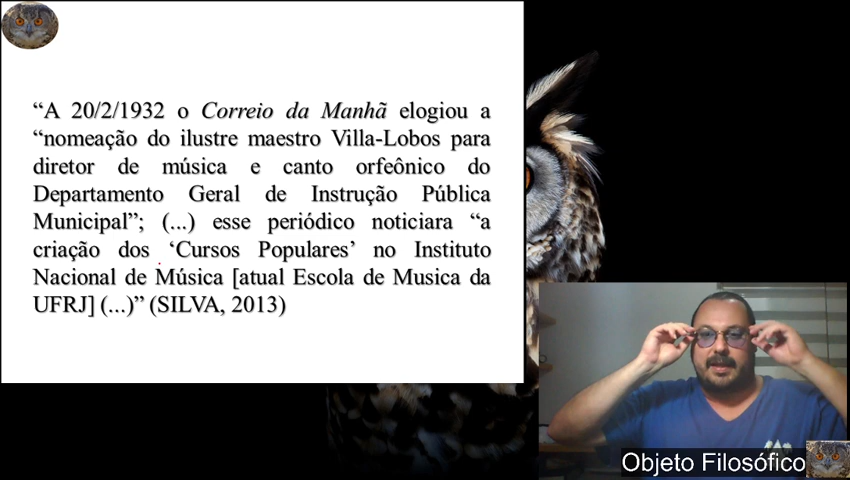 “A 20/2/1932 o Correio da Manhã elogiou a
“nomeação do ilustre maestro Villa-Lobos para
diretor de música e canto orfeônico do
Departamento Geral de Instrução Pública
Municipal”; (...) esse periódico noticiara “a
criação dos ‘Cursos Populares’ no Instituto
Nacional de Música [atual Escola de Musica da
UFRJ] (...)” (SILVA, 2013)
Objeto Filosófico